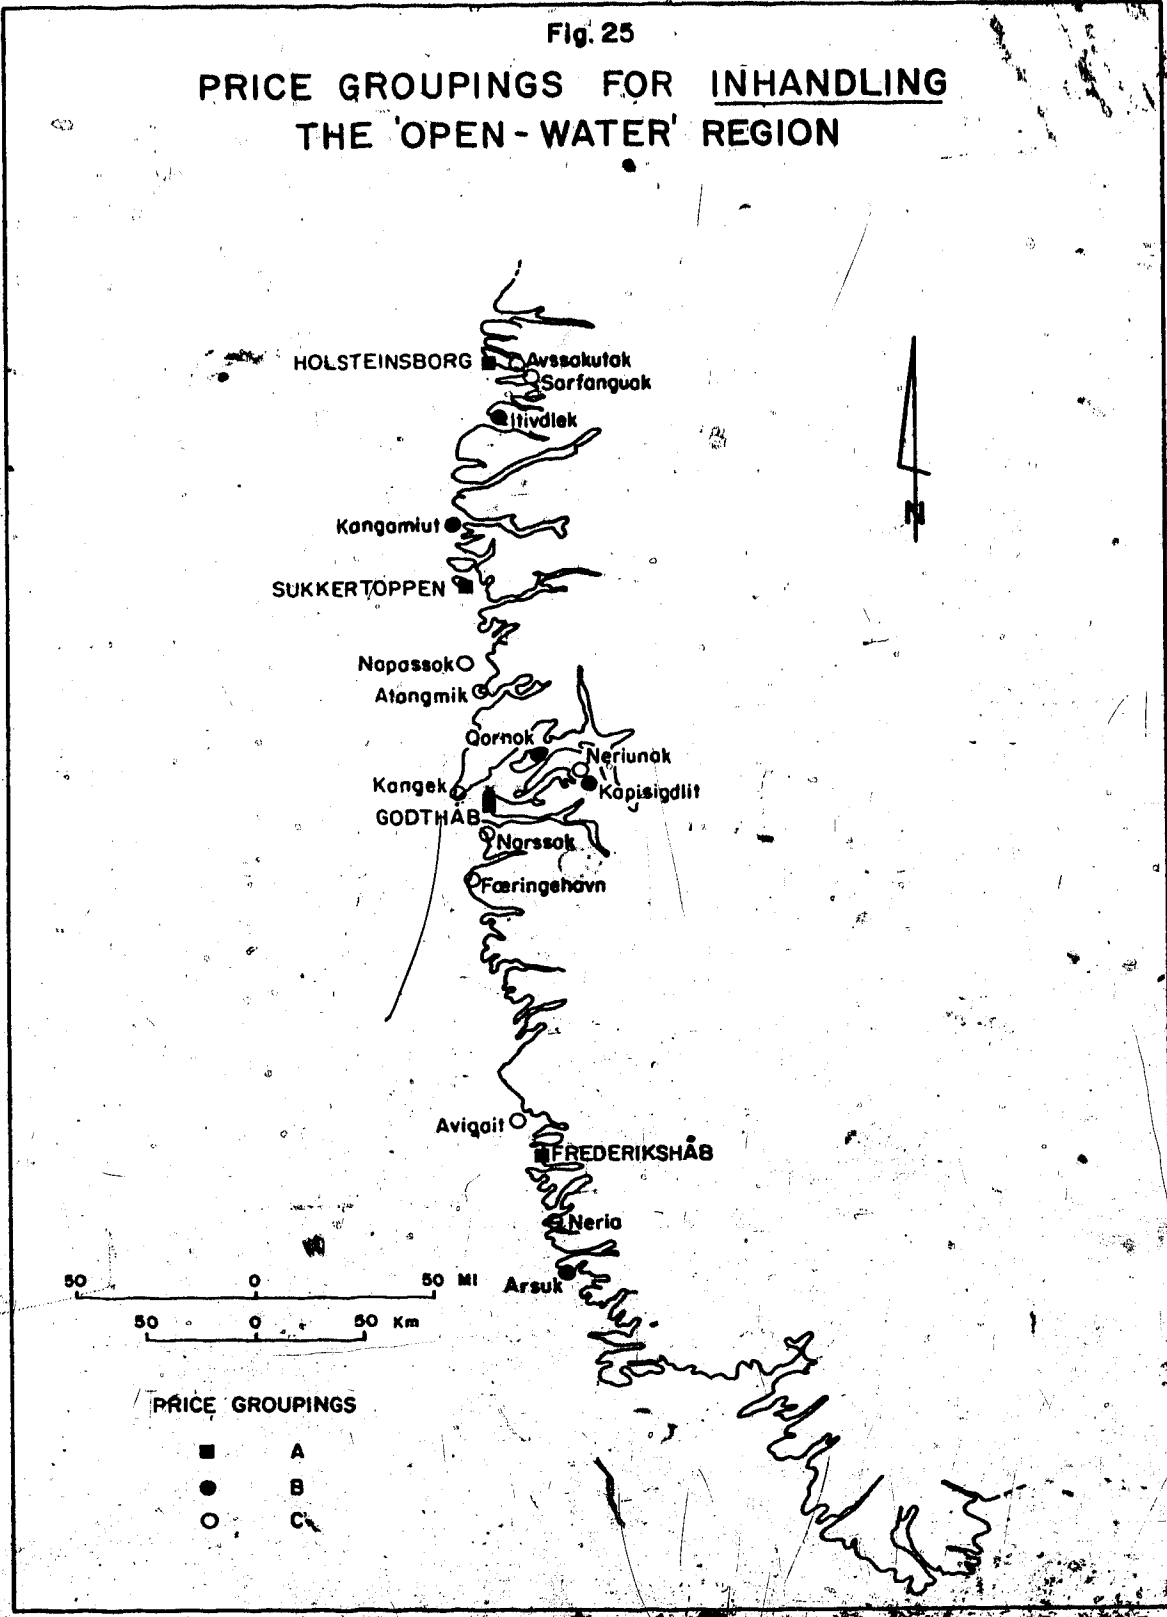 Fig. 25
PRICE GROUPINGS FOR INHANDLING
THE 'OPEN-WATER' REGION
HOLSTEINSBORG
Avssakutak
Sarfanguak
Itivdlek
Kangamiut
SUKKERTOPPEN
Napassok
Atangmik
Qornok
Neriunak
Kangek
Kapisigdlit
GODTHÅB
Narssak
Færingehavn
N
Avigait
FREDERIKSHÅB
Neria
Arsuk
50 0 50 MI
50 0 50 Km
PRICE GROUPINGS
A
B
C